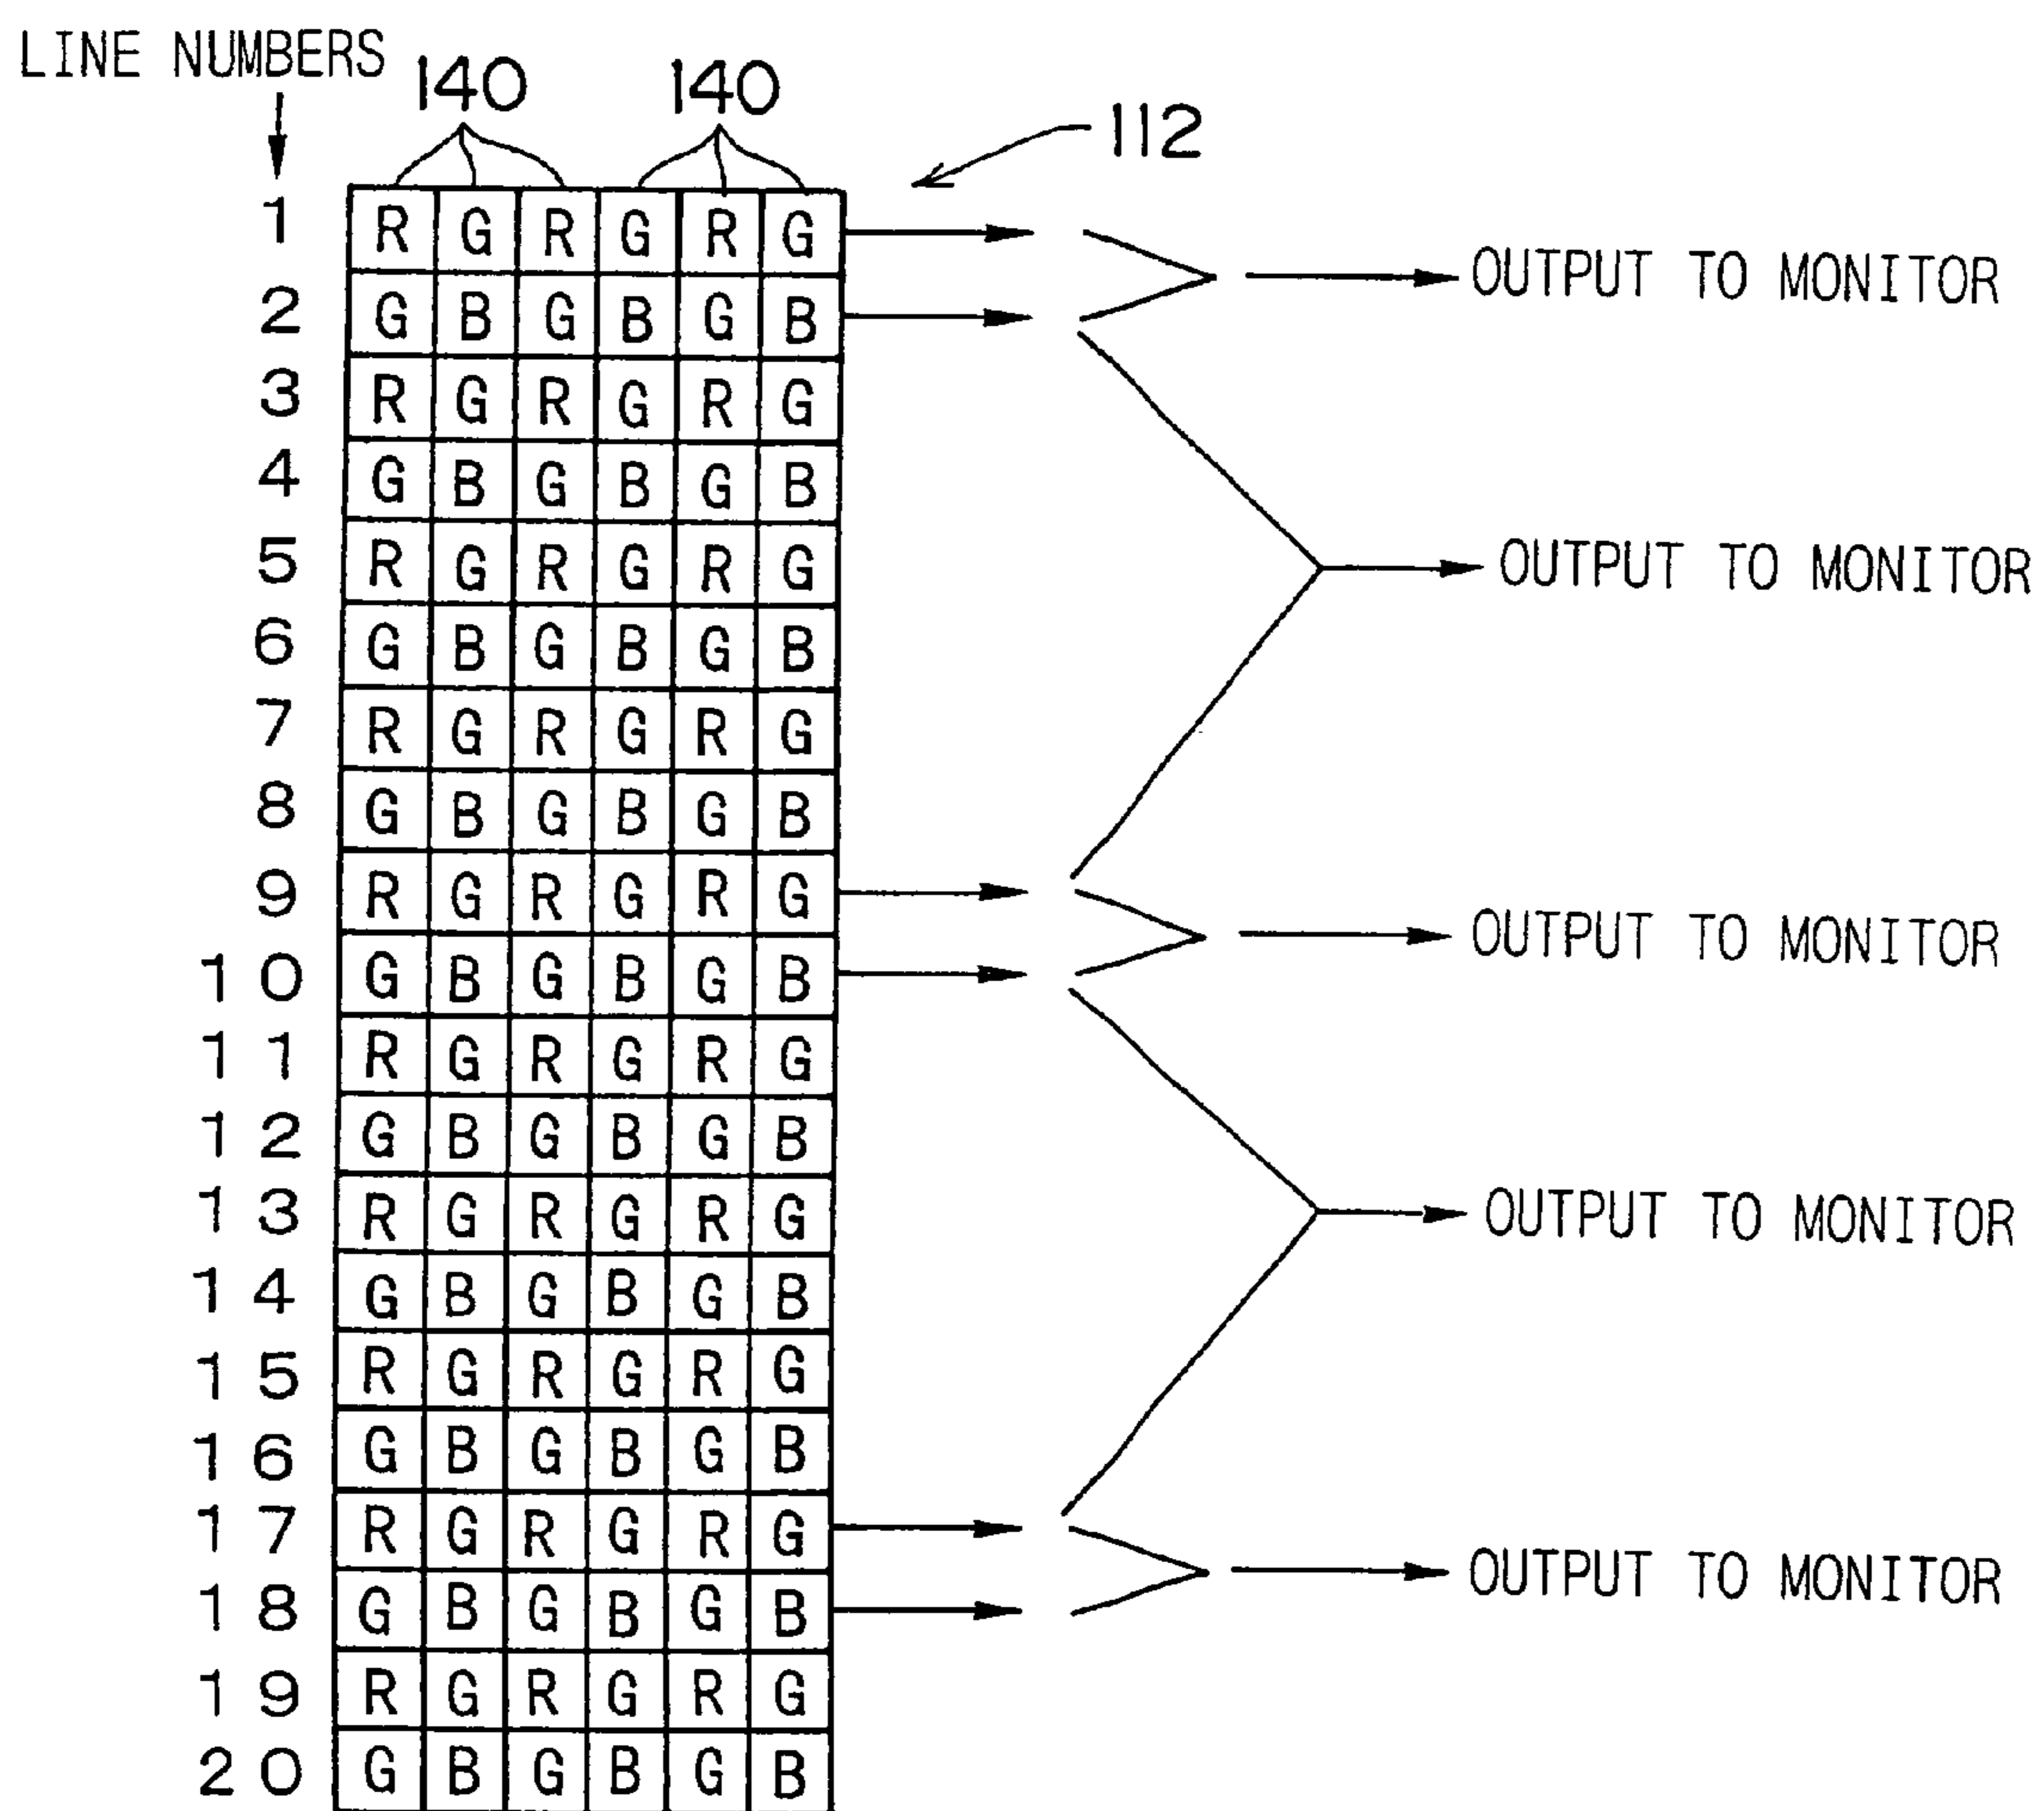 LINE NUMBERS
140 140
112
1 R G R G R G
OUTPUT TO MONITOR
2 G B G B G B
3 R G R G R G
4 G B G B G B
5 R G R G R G
OUTPUT TO MONITOR
6 G B G B G B
7 R G R G R G
8 G B G B G B
9 R G R G R G
OUTPUT TO MONITOR
10 G B G B G B
11 R G R G R G
12 G B G B G B
13 R G R G R G
OUTPUT TO MONITOR
14 G B G B G B
15 R G R G R G
16 G B G B G B
17 R G R G R G
OUTPUT TO MONITOR
18 G B G B G B
19 R G R G R G
20 G B G B G B